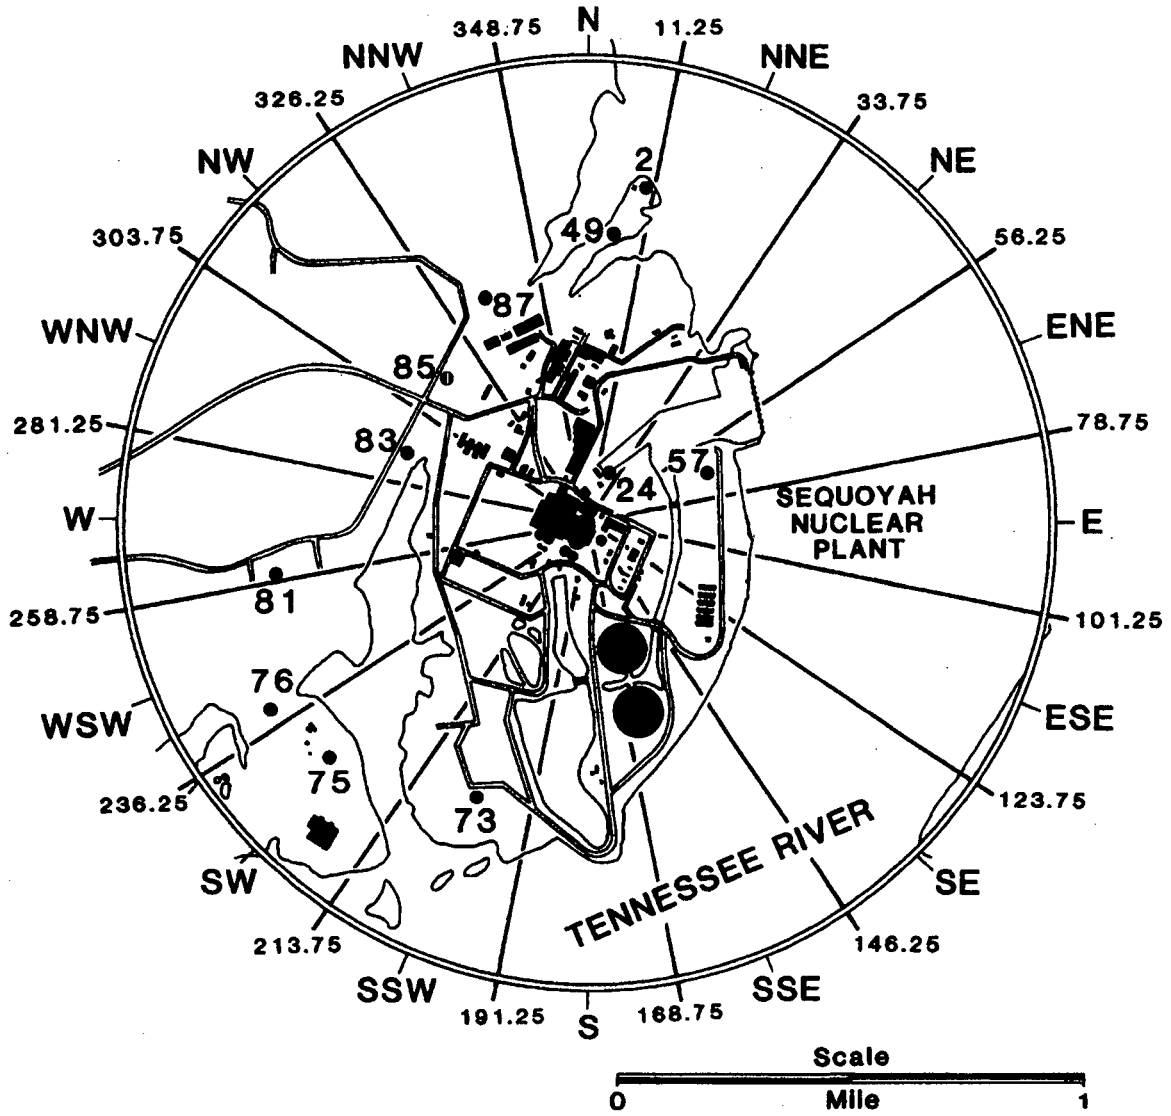 N
348.75
11.25
NNW
NNE
326.25
33.75
NW
2
NE
49
303.75
56.25
87
WNW
ENE
85
281.25
78.75
83
57
24
W
SEQUOYAH
NUCLEAR
PLANT
E
81
258.75
101.25
76
WSW
ESE
75
236.25
123.75
73
TENNESSEE RIVER
SW
SE
213.75
146.25
SSW
SSE
191.25
168.75
S
Scale
0
Mile
1